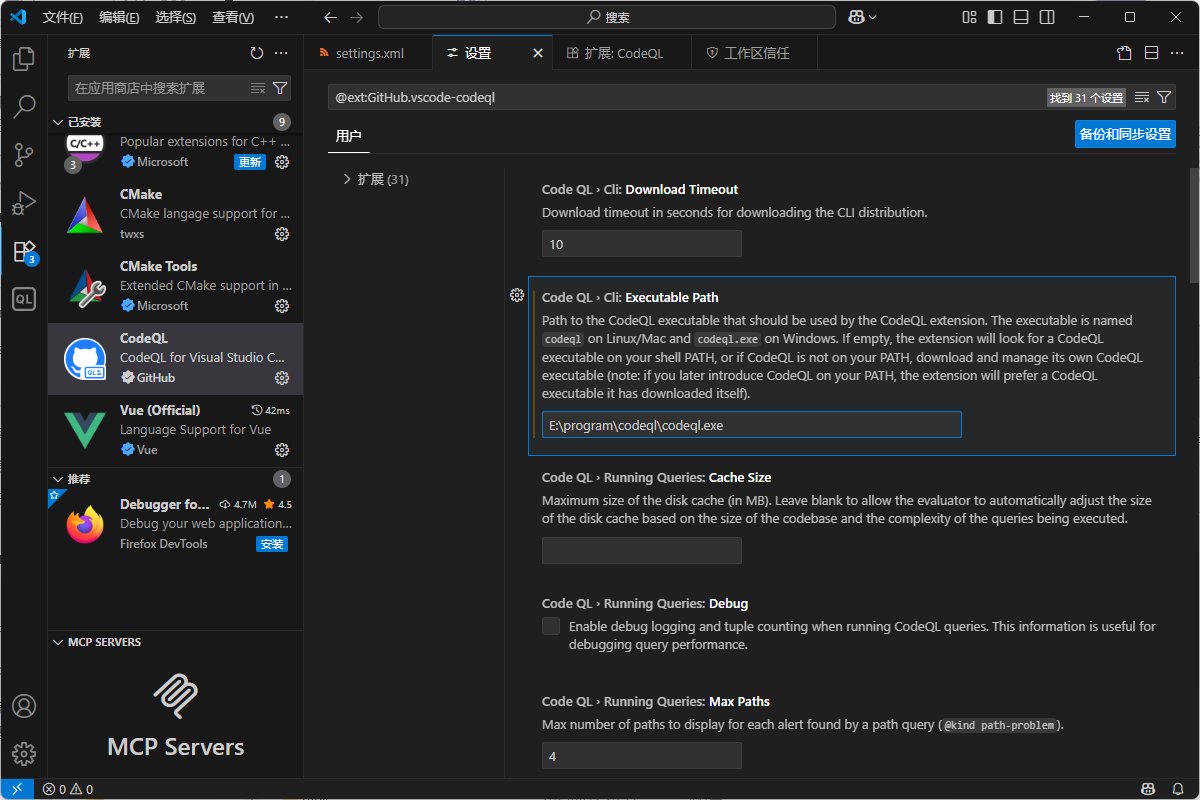 文件(F) 编辑(E) 选择(S) 查看(V) ··· 搜索
扩展 ···
在应用商店中搜索扩展
已安装 9
C/C++
3
Popular extensions for C++ ...
Microsoft 更新
CMake
CMake langage support for ...
twxs
CMake Tools
Extended CMake support in ...
Microsoft
CodeQL
CodeQL for Visual Studio C...
GitHub
Vue (Official) 42ms
Language Support for Vue
Vue
推荐 1
Debugger fo... 4.7M 4.5
Debug your web application...
Firefox DevTools 安装
MCP SERVERS
MCP Servers
3
QL
settings.xml 设置 扩展: CodeQL 工作区信任 ···
@ext:GitHub.vscode-codeql 找到 31 个设置
用户 备份和同步设置
扩展 (31)
Code QL › Cli: Download Timeout
Download timeout in seconds for downloading the CLI distribution.
10
Code QL › Cli: Executable Path
Path to the CodeQL executable that should be used by the CodeQL extension. The executable is named
codeql on Linux/Mac and codeql.exe on Windows. If empty, the extension will look for a CodeQL
executable on your shell PATH, or if CodeQL is not on your PATH, download and manage its own CodeQL
executable (note: if you later introduce CodeQL on your PATH, the extension will prefer a CodeQL
executable it has downloaded itself).
E:\program\codeql\codeql.exe
Code QL › Running Queries: Cache Size
Maximum size of the disk cache (in MB). Leave blank to allow the evaluator to automatically adjust the size
of the disk cache based on the size of the codebase and the complexity of the queries being executed.
Code QL › Running Queries: Debug
Enable debug logging and tuple counting when running CodeQL queries. This information is useful for
debugging query performance.
Code QL › Running Queries: Max Paths
Max number of paths to display for each alert found by a path query (@kind path-problem).
4
0 0